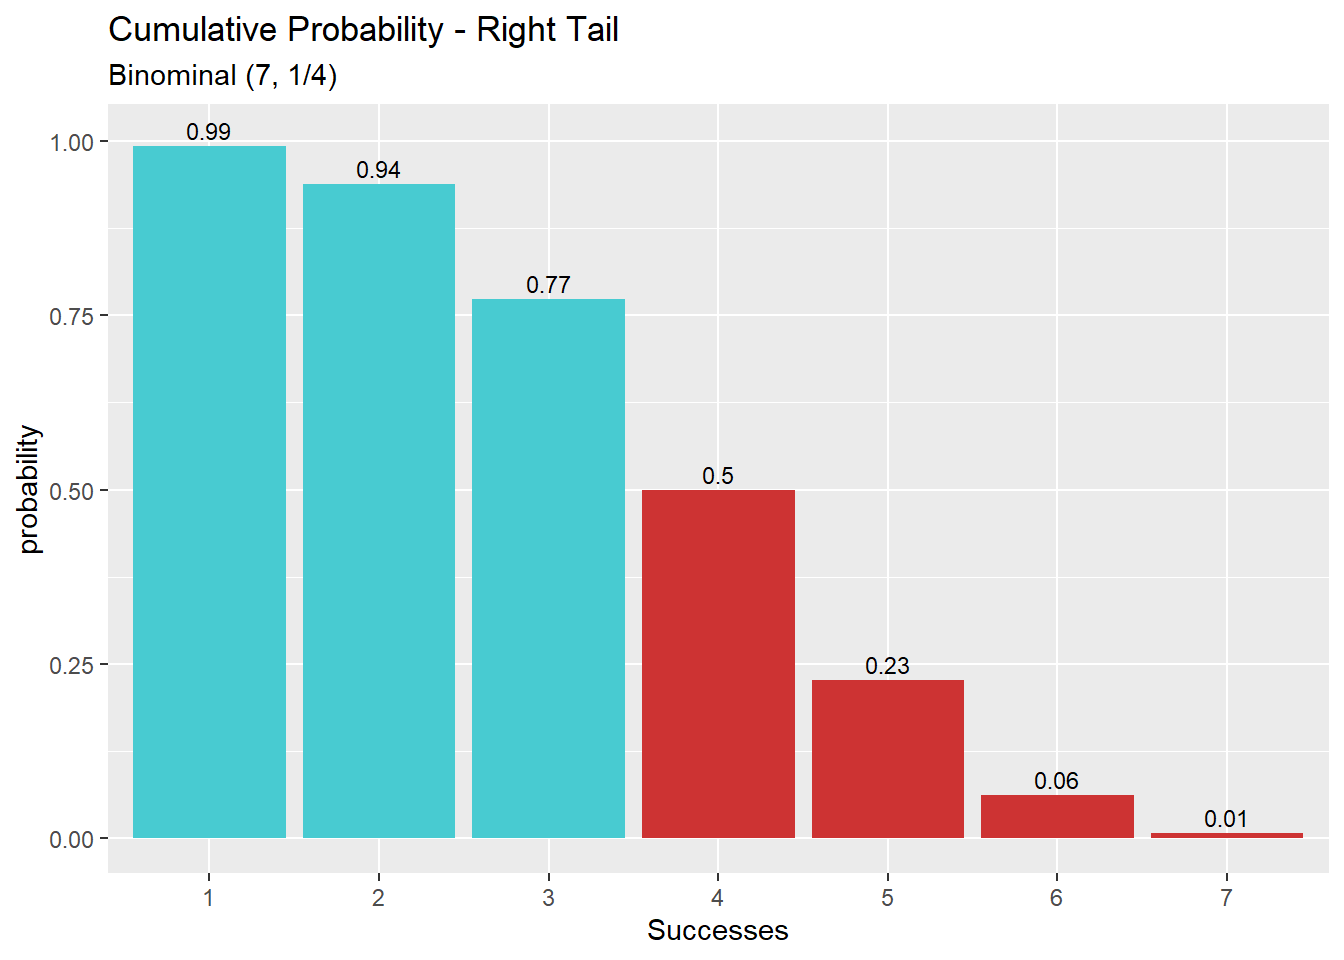 Cumulative Probability - Right Tail
Binominal (7, 1/4)
probability
1.00
0.75
0.50
0.25
0.00
0.99
0.94
0.77
0.5
0.23
0.06
0.01
1 2 3 4 5 6 7
Successes